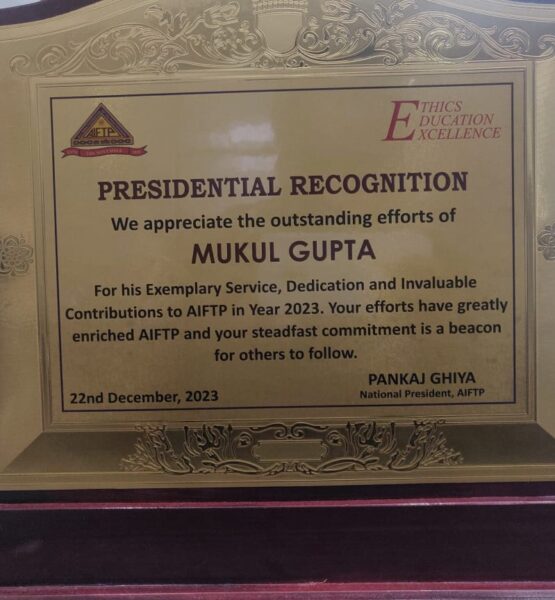 AIFTP
ETHICS
EDUCATION
EXCELLENCE
PRESIDENTIAL RECOGNITION
We appreciate the outstanding efforts of
MUKUL GUPTA
For his Exemplary Service, Dedication and Invaluable
Contributions to AIFTP in Year 2023. Your efforts have greatly
enriched AIFTP and your steadfast commitment is a beacon
for others to follow.
PANKAJ GHIYA
National President, AIFTP
22nd December, 2023